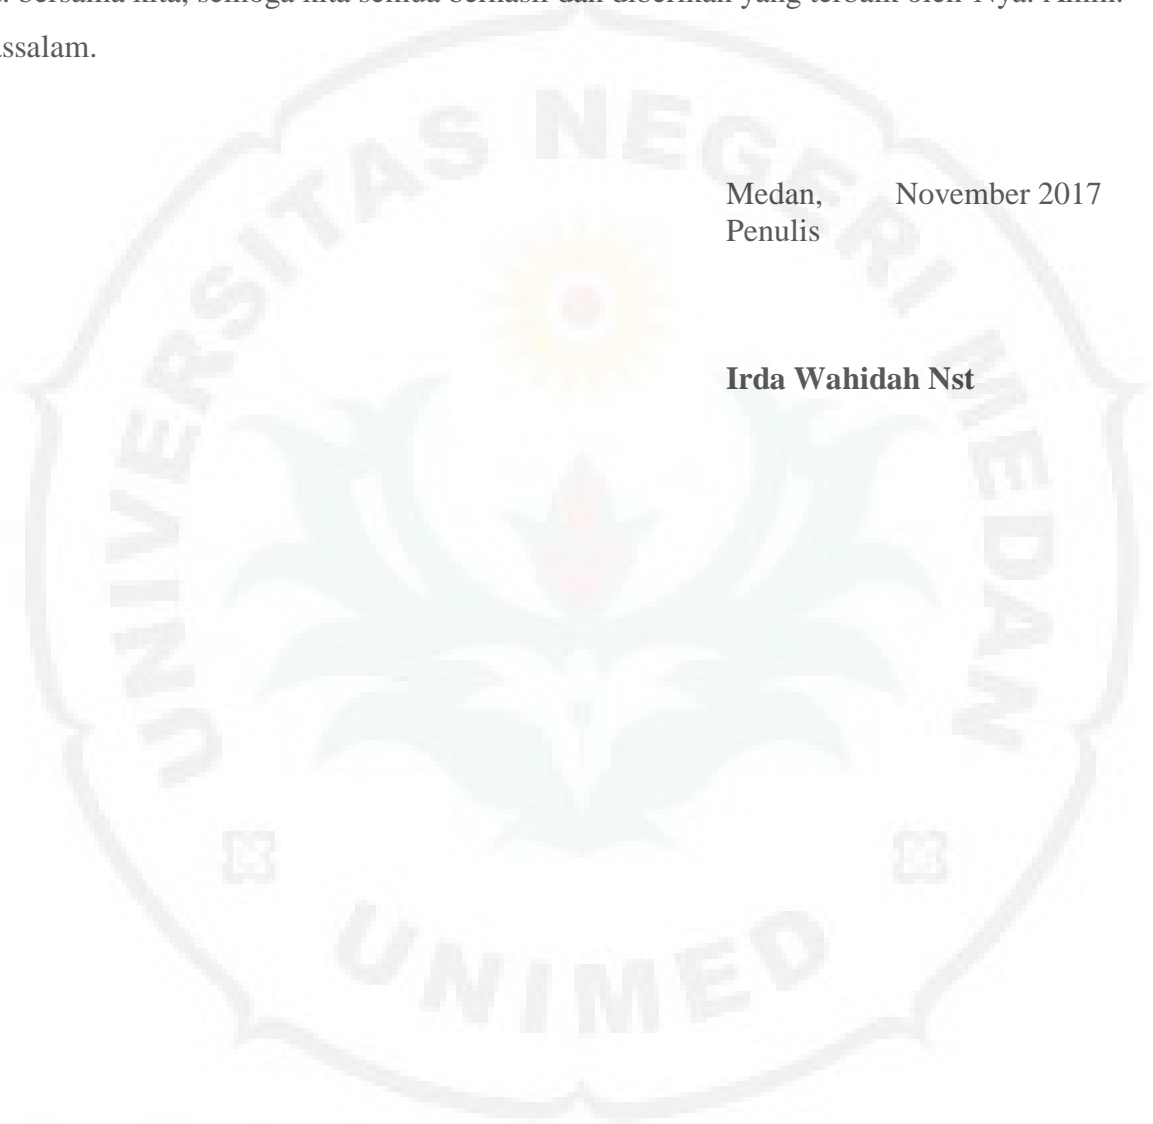 bersama kita, semoga kita semua berhasil dan diberikan yang terbaik oleh-Nya. Amin.
ssalam.
Medan, November 2017
Penulis
Irda Wahidah Nst
UNIVERSITAS NEGERI MEDAN
UNIMED